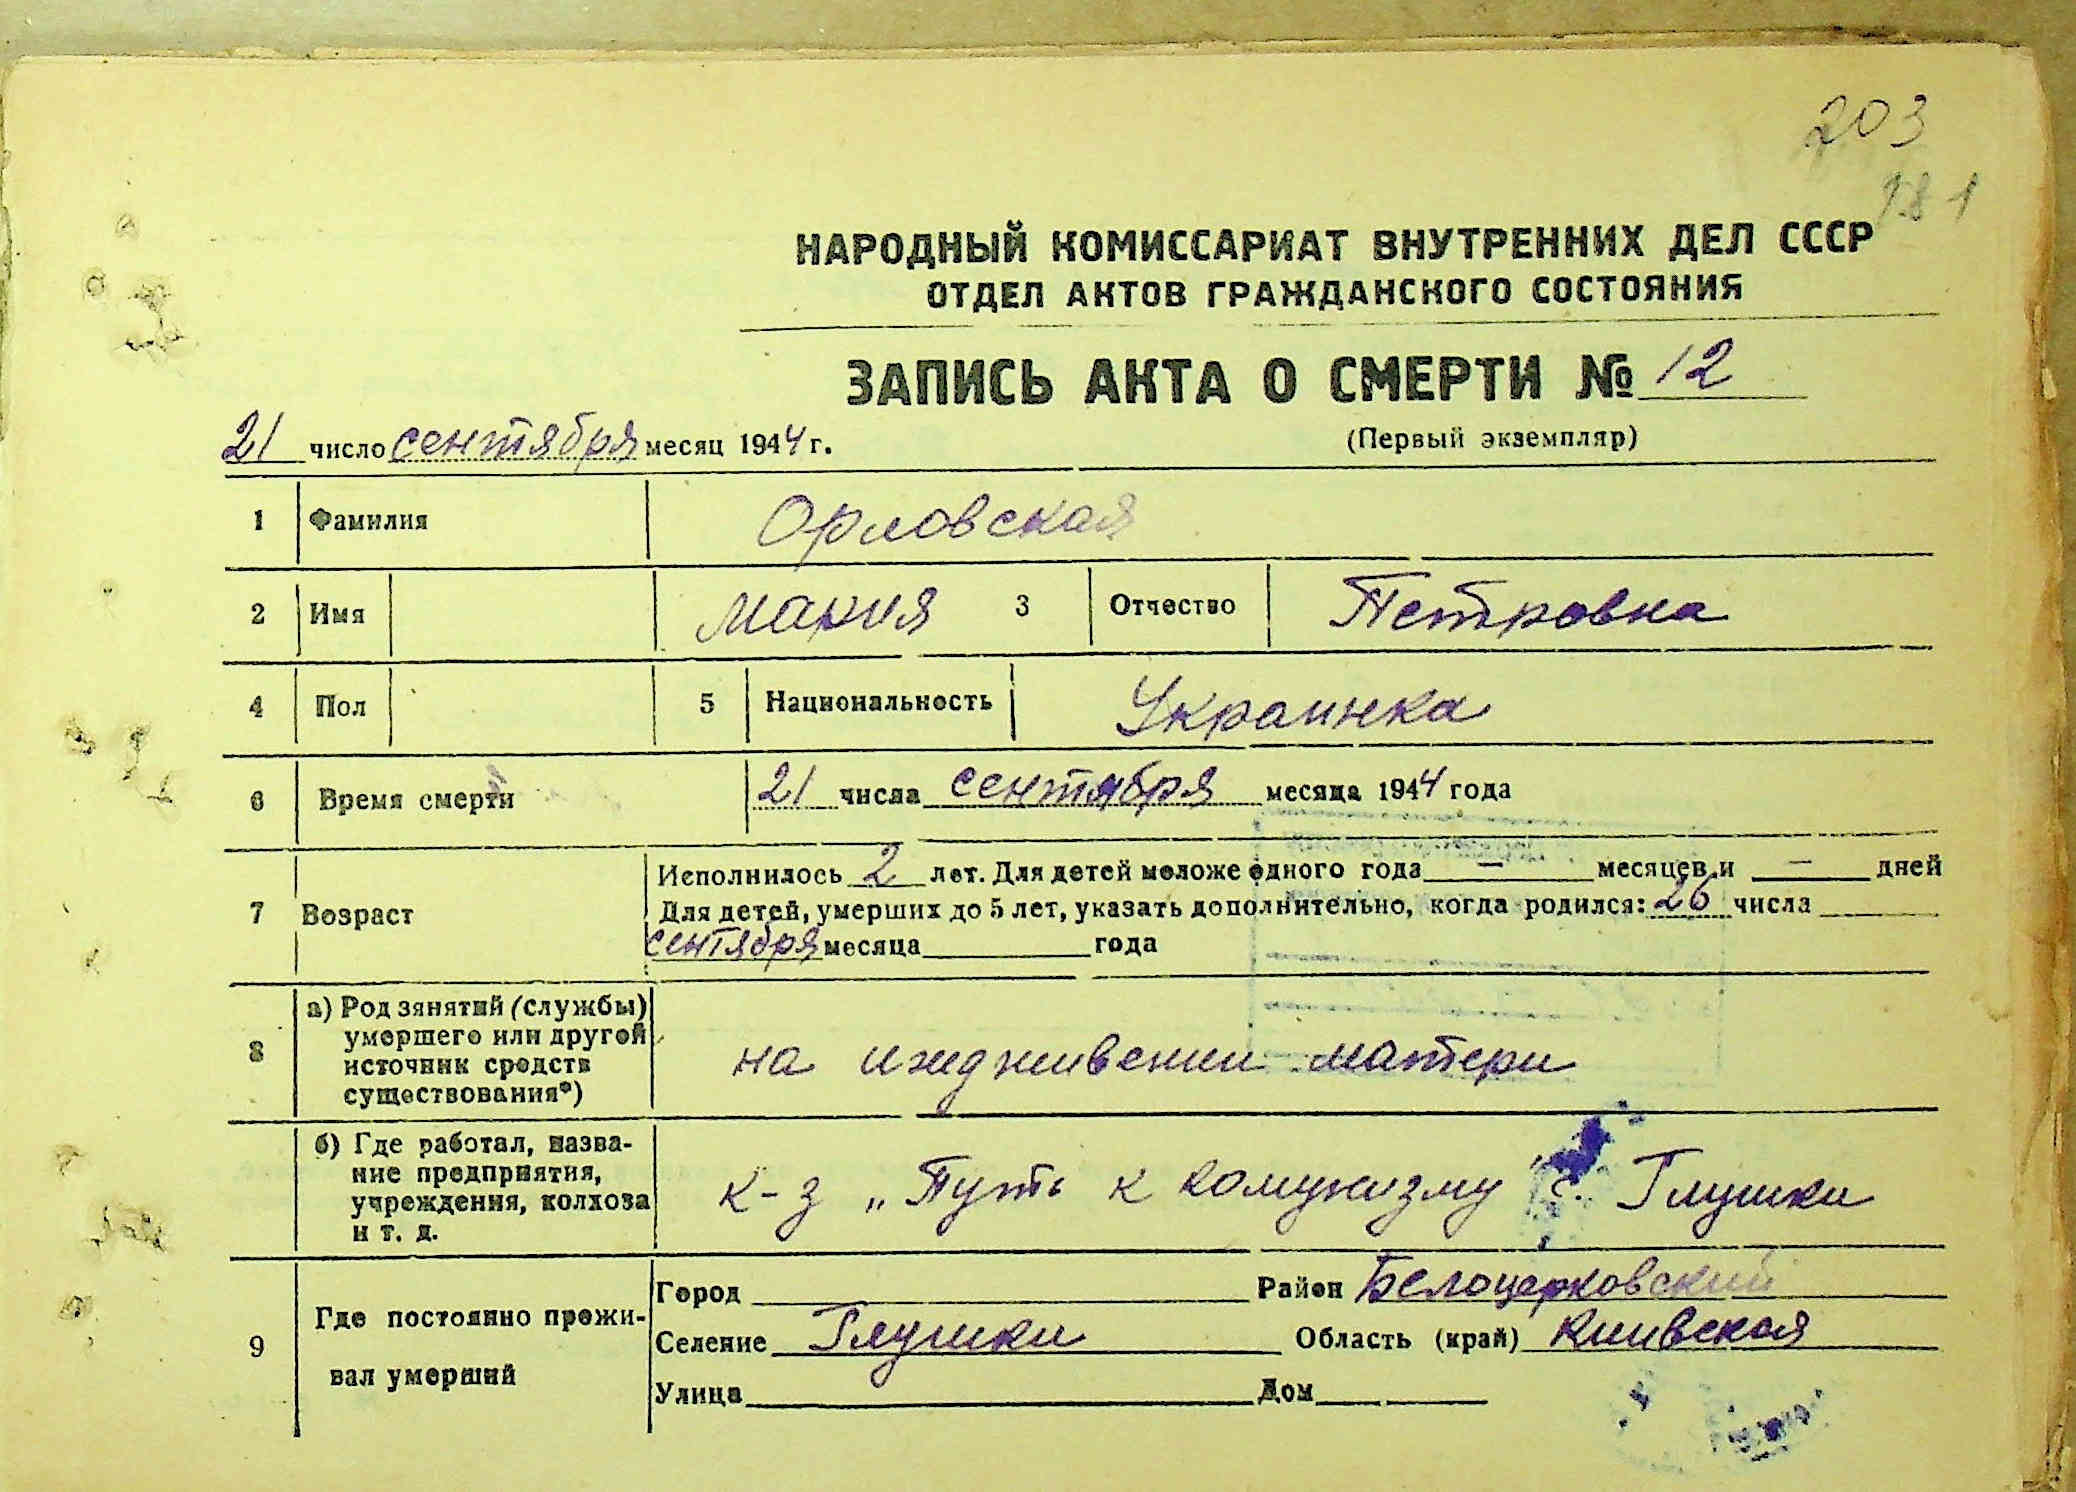 203
181
НАРОДНЫЙ КОМИССАРИАТ ВНУТРЕННИХ ДЕЛ СССР
ОТДЕЛ АКТОВ ГРАЖДАНСКОГО СОСТОЯНИЯ
ЗАПИСЬ АКТА О СМЕРТИ № 12
21 число сентября месяц 1944 г. (Первый экземпляр)
1 Фамилия Орловская
2 Имя Мария 3 Отчество Петровна
4 Пол 5 Национальность Украинка
6 Время смерти 21 числа сентября месяца 1944 года
Исполнилось 2 лет. Для детей моложе одного года — месяцев и — дней
7 Возраст Для детей, умерших до 5 лет, указать дополнительно, когда родился: 26 числа
сентября месяца года
8 а) Род занятий (службы)
умершего или другой
источник средств
существования*)
на иждивении матери
б) Где работал, назва-
ние предприятия,
учреждения, колхоза
и т. д.
к-з „Путь к комунизму" с. Глушки
9 Где постоянно прожи-
вал умерший
Город Район Белоцерковский
Селение Глушки Область (край) Киивская
Улица Дом